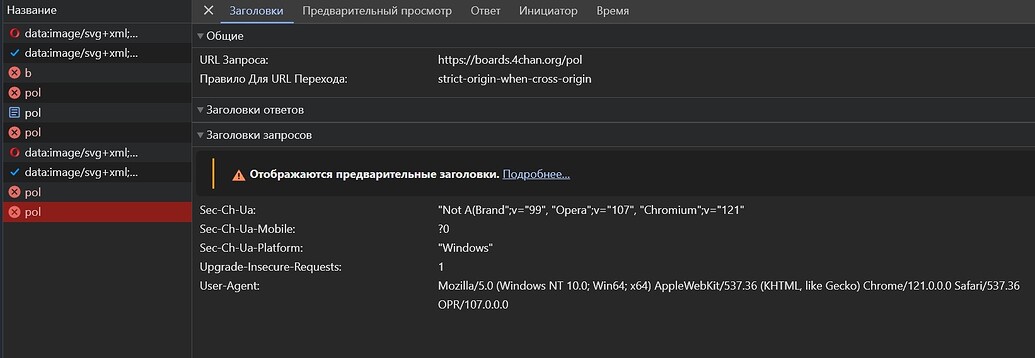 Название
data:image/svg+xml;...
data:image/svg+xml;...
b
pol
pol
pol
data:image/svg+xml;...
data:image/svg+xml;...
pol
pol
Заголовки Предварительный просмотр Ответ Инициатор Время
Общие
URL Запроса: https://boards.4chan.org/pol
Правило Для URL Перехода: strict-origin-when-cross-origin
Заголовки ответов
Заголовки запросов
Отображаются предварительные заголовки. Подробнее...
Sec-Ch-Ua: "Not A(Brand";v="99", "Opera";v="107", "Chromium";v="121"
Sec-Ch-Ua-Mobile: ?0
Sec-Ch-Ua-Platform: "Windows"
Upgrade-Insecure-Requests: 1
User-Agent: Mozilla/5.0 (Windows NT 10.0; Win64; x64) AppleWebKit/537.36 (KHTML, like Gecko) Chrome/121.0.0.0 Safari/537.36
OPR/107.0.0.0